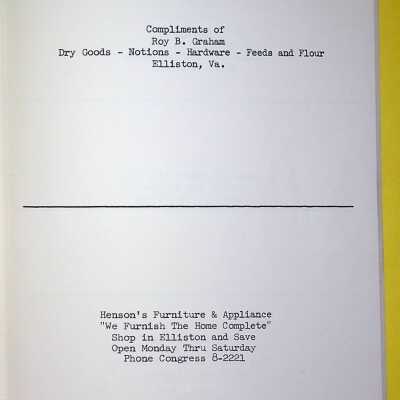 Compliments of
Roy B. Graham
Dry Goods - Notions - Hardware - Feeds and Flour
Elliston, Va.
Henson's Furniture & Appliance
"We Furnish The Home Complete"
Shop in Elliston and Save
Open Monday Thru Saturday
Phone Congress 8-2221